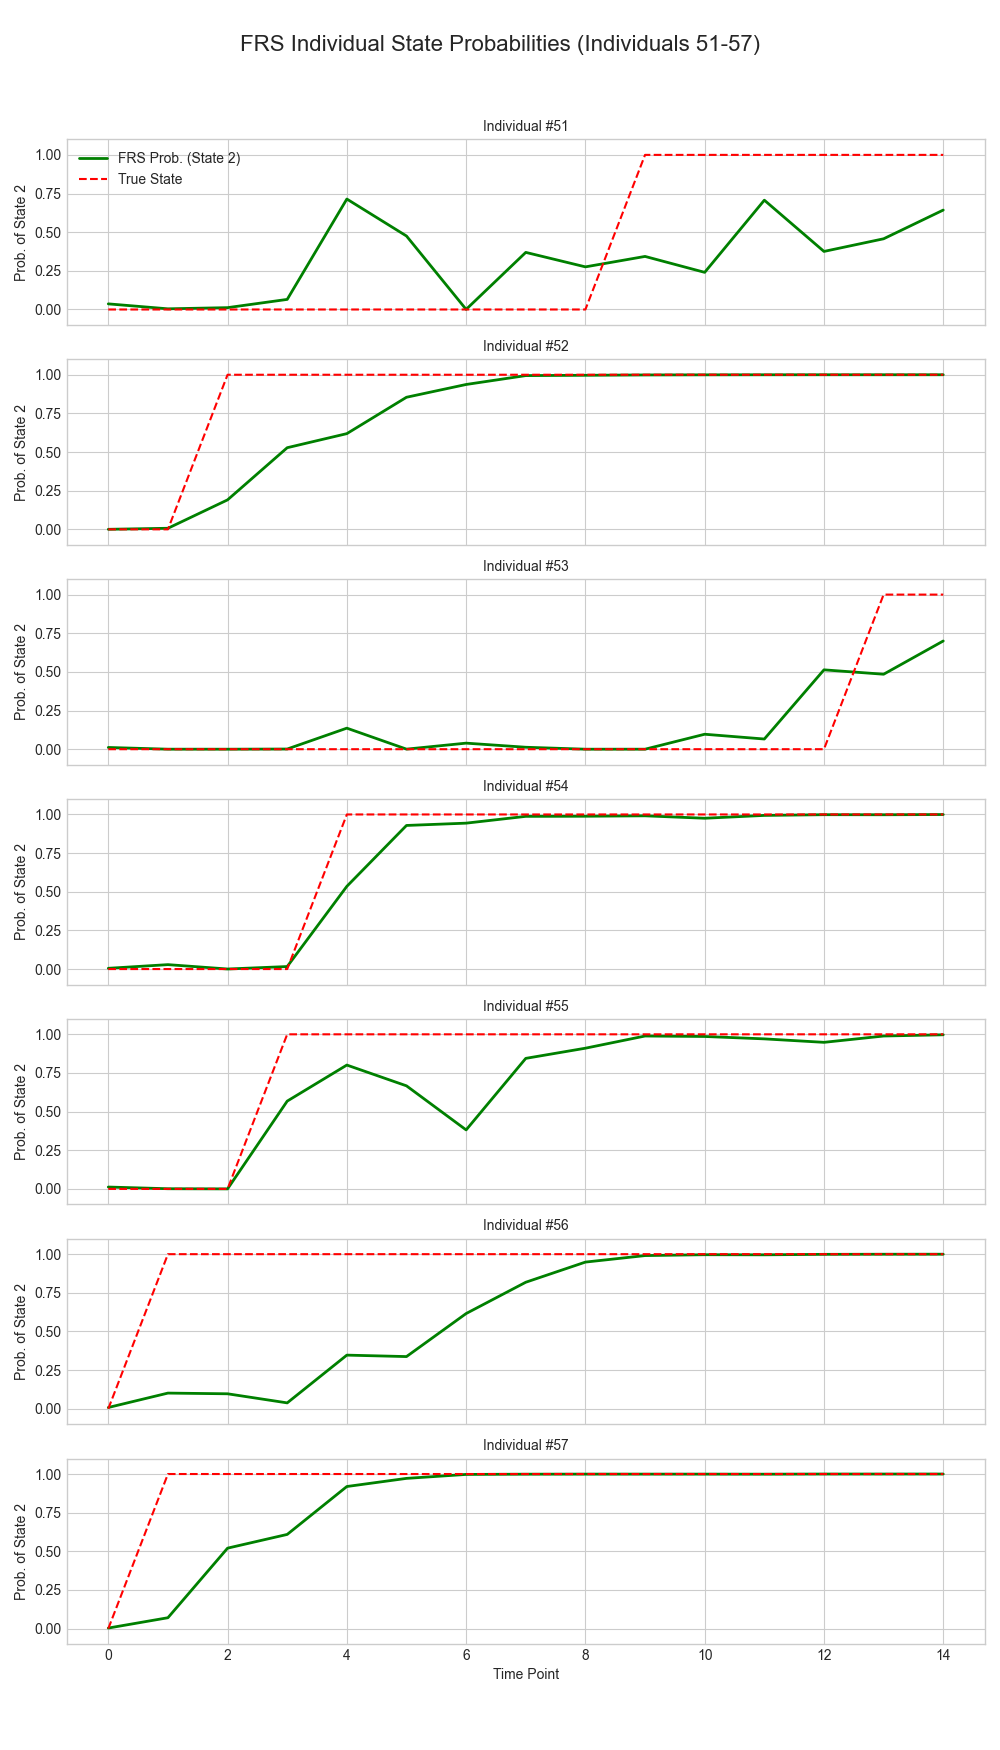 FRS Individual State Probabilities (Individuals 51-57)
Individual #51
FRS Prob. (State 2)
True State
1.00
0.75
0.50
0.25
0.00
Prob. of State 2
Individual #52
1.00
0.75
0.50
0.25
0.00
Prob. of State 2
Individual #53
1.00
0.75
0.50
0.25
0.00
Prob. of State 2
Individual #54
1.00
0.75
0.50
0.25
0.00
Prob. of State 2
Individual #55
1.00
0.75
0.50
0.25
0.00
Prob. of State 2
Individual #56
1.00
0.75
0.50
0.25
0.00
Prob. of State 2
Individual #57
1.00
0.75
0.50
0.25
0.00
Prob. of State 2
0 2 4 6 8 10 12 14
Time Point